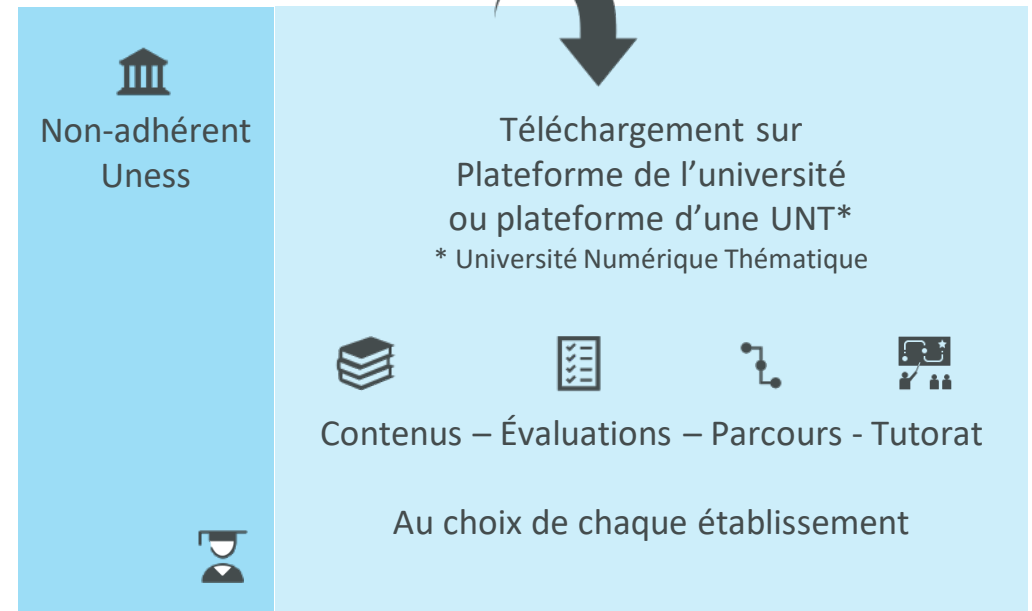 Non-adhérent
Uness
Téléchargement sur
Plateforme de l’université
ou plateforme d’une UNT*
* Université Numérique Thématique
Contenus – Évaluations – Parcours - Tutorat
Au choix de chaque établissement